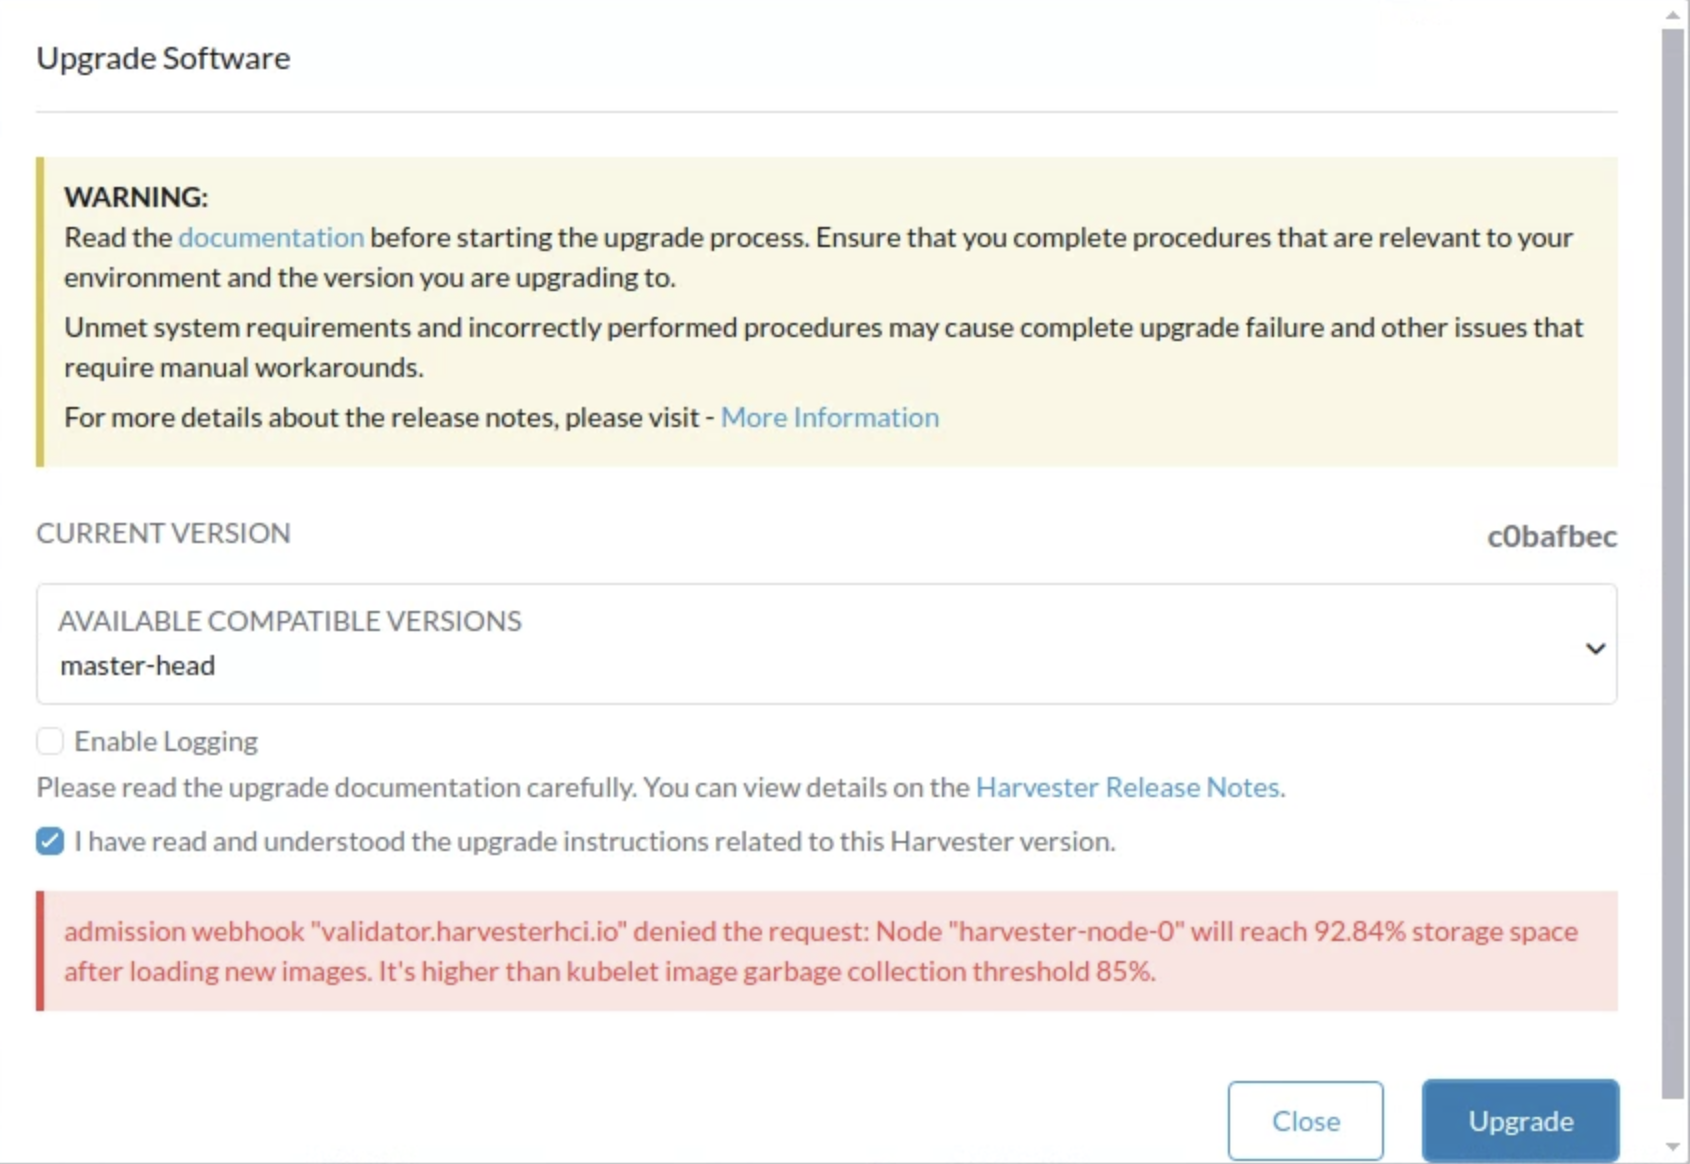 Upgrade Software
WARNING:
Read the documentation before starting the upgrade process. Ensure that you complete procedures that are relevant to your
environment and the version you are upgrading to.
Unmet system requirements and incorrectly performed procedures may cause complete upgrade failure and other issues that
require manual workarounds.
For more details about the release notes, please visit - More Information
CURRENT VERSION c0bafbec
AVAILABLE COMPATIBLE VERSIONS
master-head
Enable Logging
Please read the upgrade documentation carefully. You can view details on the Harvester Release Notes.
I have read and understood the upgrade instructions related to this Harvester version.
admission webhook "validator.harvesterhci.io" denied the request: Node "harvester-node-0" will reach 92.84% storage space
after loading new images. It's higher than kubelet image garbage collection threshold 85%.
Close Upgrade